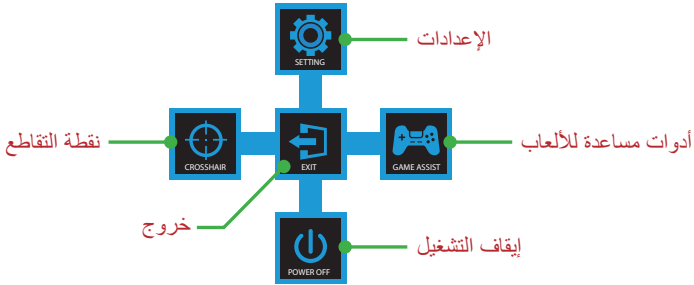 الإعدادات
SETTING
نقطة التقاطع
CROSSHAIR
EXIT
GAME ASSIST
أدوات مساعدة للألعاب
خروج
POWER OFF
إيقاف التشغيل